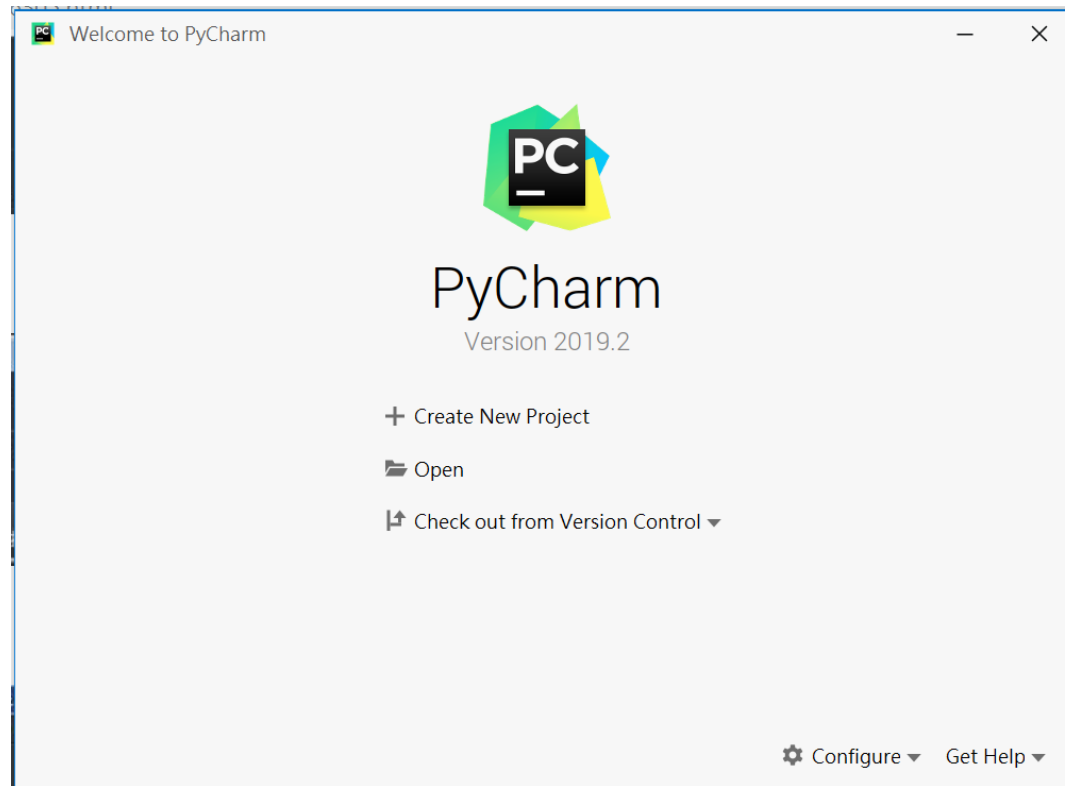 Welcome to PyCharm
PC
PyCharm
Version 2019.2
Create New Project
Open
Check out from Version Control
Configure
Get Help